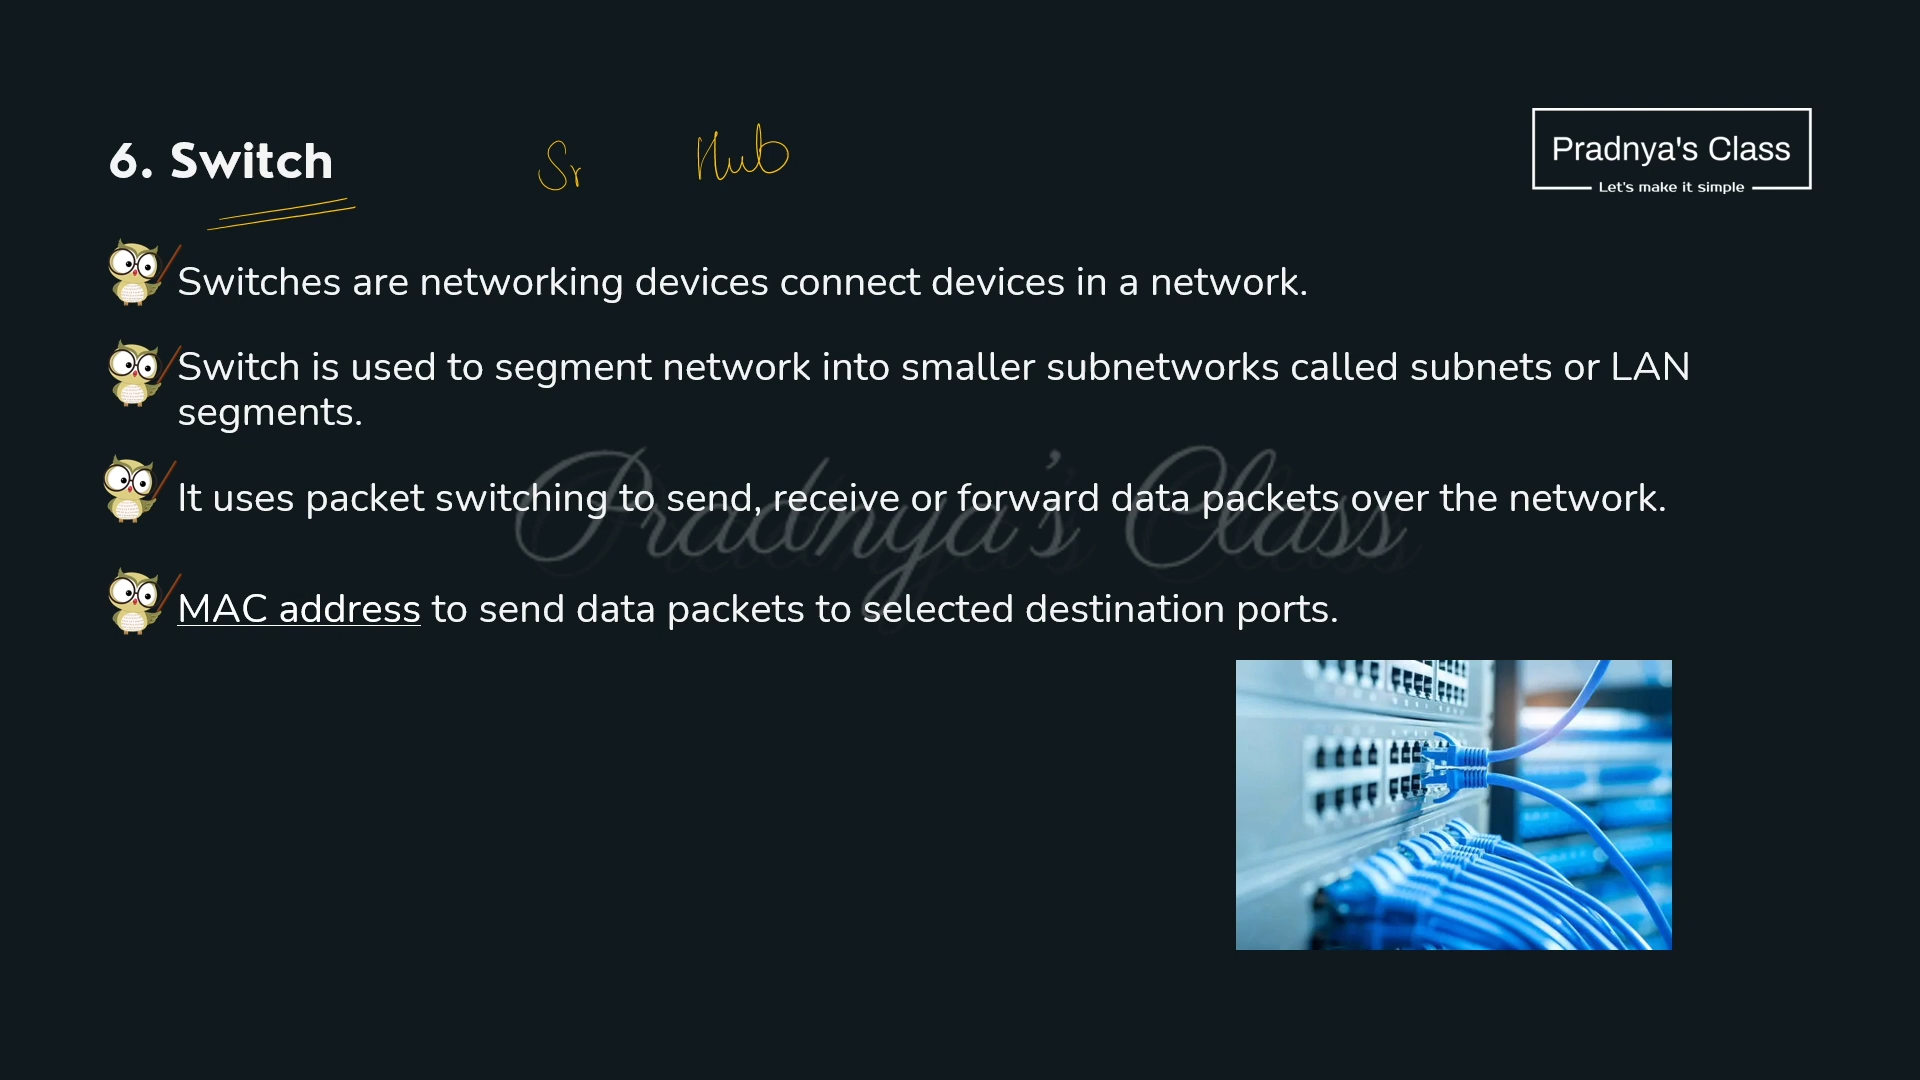 6. Switch
Sr Hub
Pradnya's Class
Let's make it simple
Switches are networking devices connect devices in a network.
Switch is used to segment network into smaller subnetworks called subnets or LAN
segments.
It uses packet switching to send, receive or forward data packets over the network.
Pradnya's Class
MAC address to send data packets to selected destination ports.